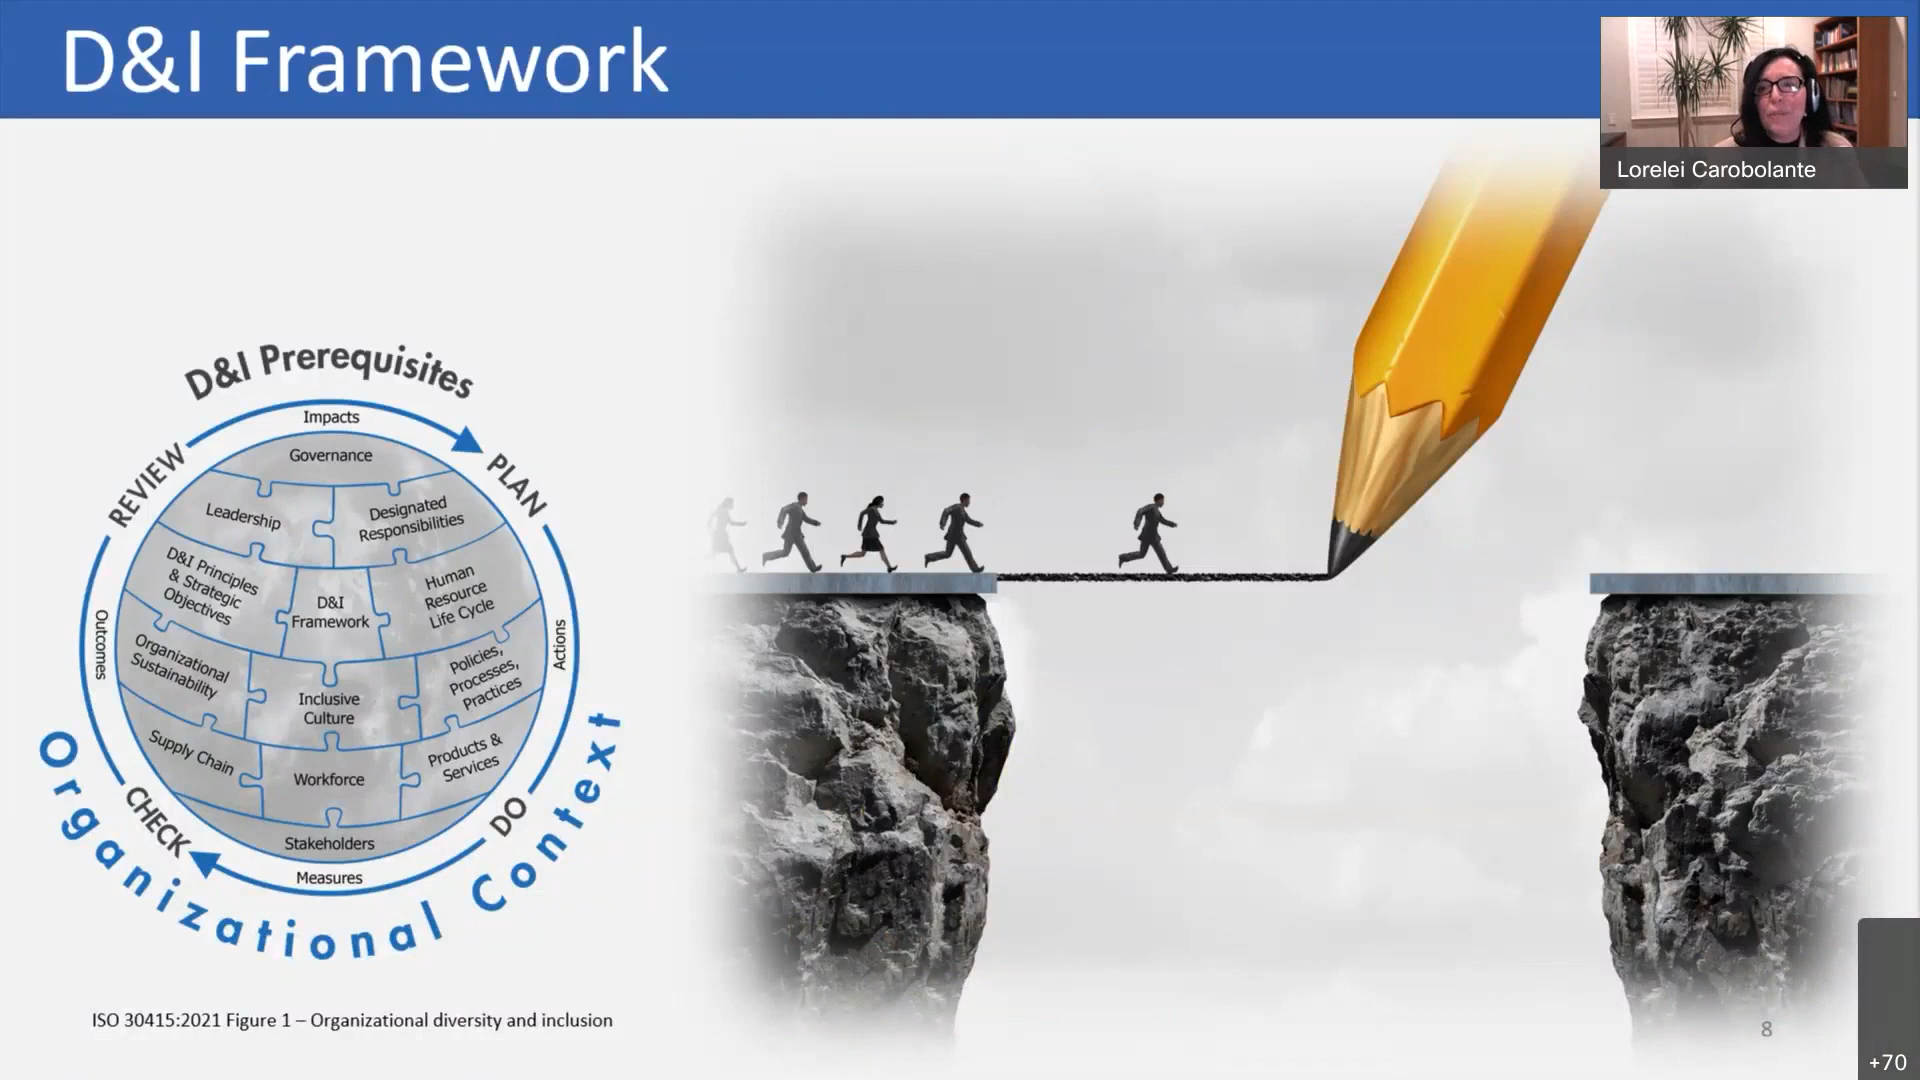 D&I Framework
Lorelei Carobolante
D&I Prerequisites
Impacts
REVIEW
PLAN
Governance
Leadership
Designated
Responsibilities
D&I Principles
& Strategic
Objectives
D&I
Framework
Human
Resource
Life Cycle
Outcomes
Actions
Organizational
Sustainability
Inclusive
Culture
Policies,
Processes,
Practices
Supply Chain
Workforce
Products &
Services
CHECK
DO
Stakeholders
Measures
Organizational Context
ISO 30415:2021 Figure 1 – Organizational diversity and inclusion
8
+70